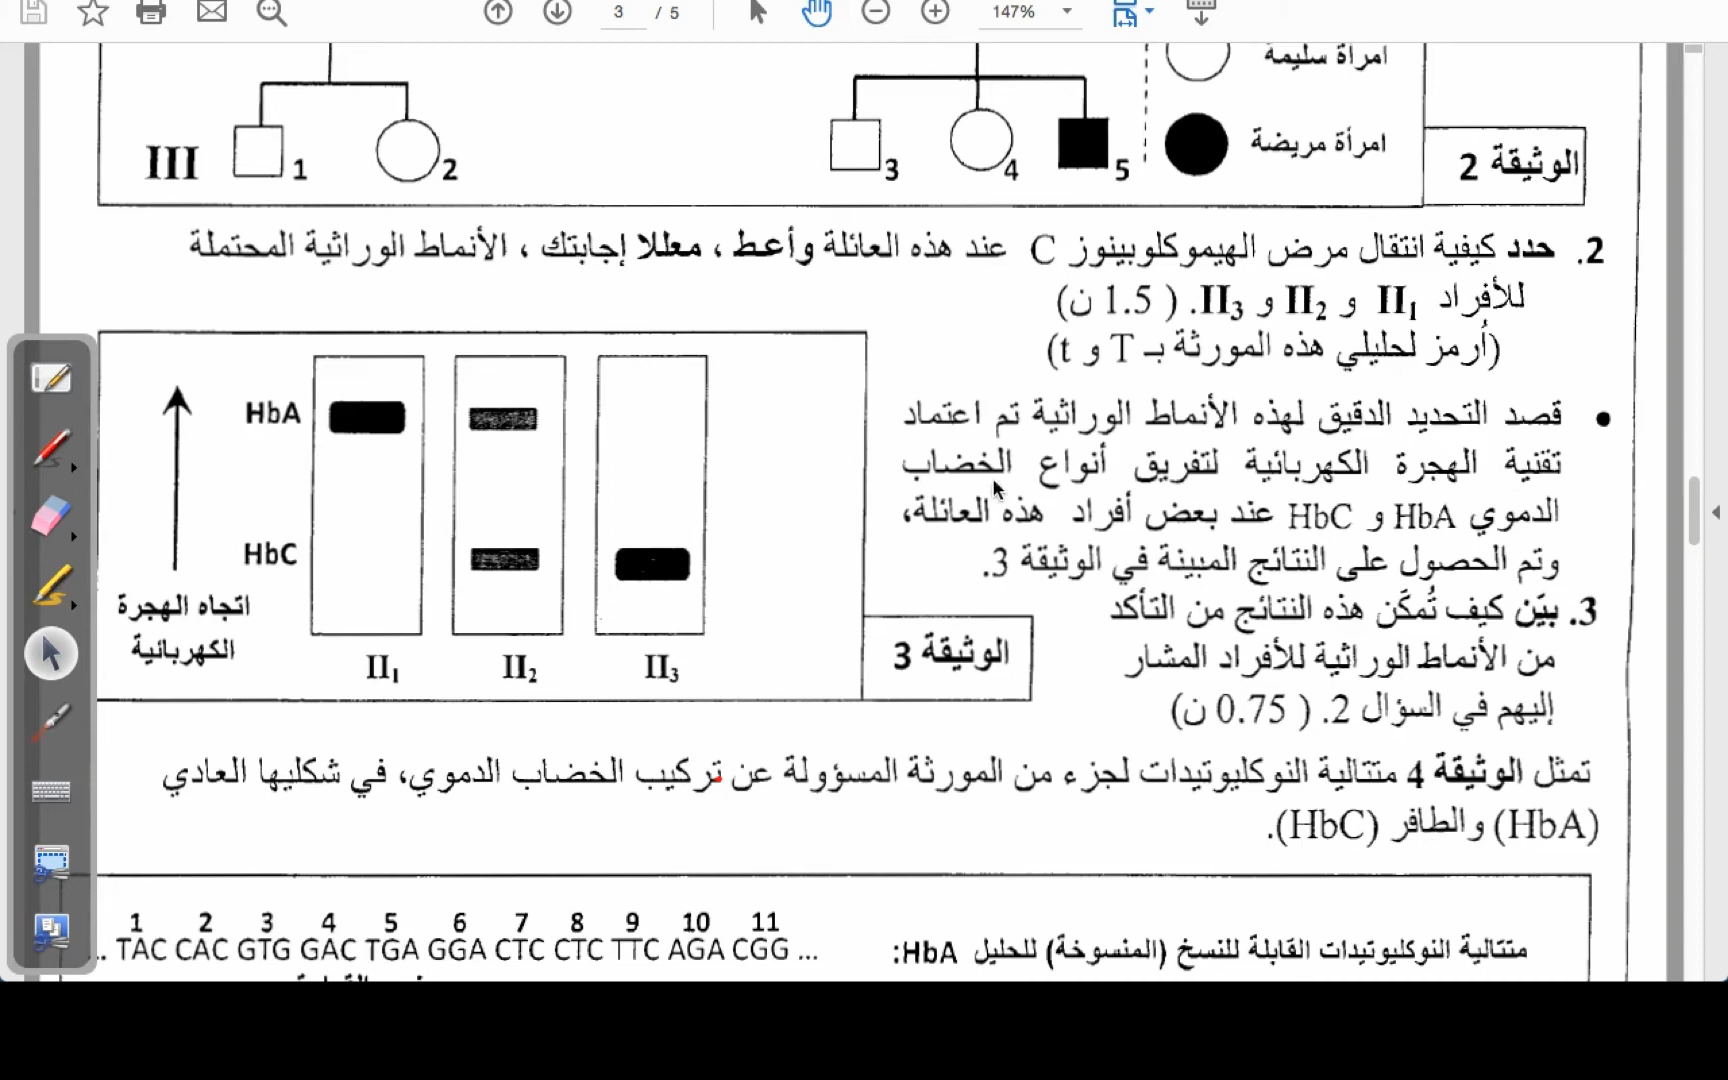 3 / 5
147%
امرأة سليمة
امرأة مريضة
الوثيقة 2
III 1 2 3 4 5
2. حدد كيفية انتقال مرض الهيموكلوبينوز C عند هذه العائلة وأعط ، معللا إجابتك ، الأنماط الوراثية المحتملة
للأفراد II1 و II2 و II3. ( 1.5 ن)
(أرمز لحليلي هذه المورثة بـ T و t)
• قصد التحديد الدقيق لهذه الأنماط الوراثية تم اعتماد
تقنية الهجرة الكهربائية لتفريق أنواع الخضاب
الدموي HbA و HbC عند بعض أفراد هذه العائلة،
وتم الحصول على النتائج المبينة في الوثيقة 3.
3. بيّن كيف تُمكّن هذه النتائج من التأكد
من الأنماط الوراثية للأفراد المشار
إليهم في السؤال 2. ( 0.75 ن)
HbA
HbC
اتجاه الهجرة
الكهربائية
II1 II2 II3
الوثيقة 3
تمثل الوثيقة 4 متتالية النوكليوتيدات لجزء من المورثة المسؤولة عن تركيب الخضاب الدموي، في شكليها العادي
(HbA) والطافر (HbC).
1 2 3 4 5 6 7 8 9 10 11
متتالية النوكليوتيدات القابلة للنسخ (المنسوخة) للحليل HbA:
... TAC CAC GTG GAC TGA GGA CTC CTC TTC AGA CGG ...